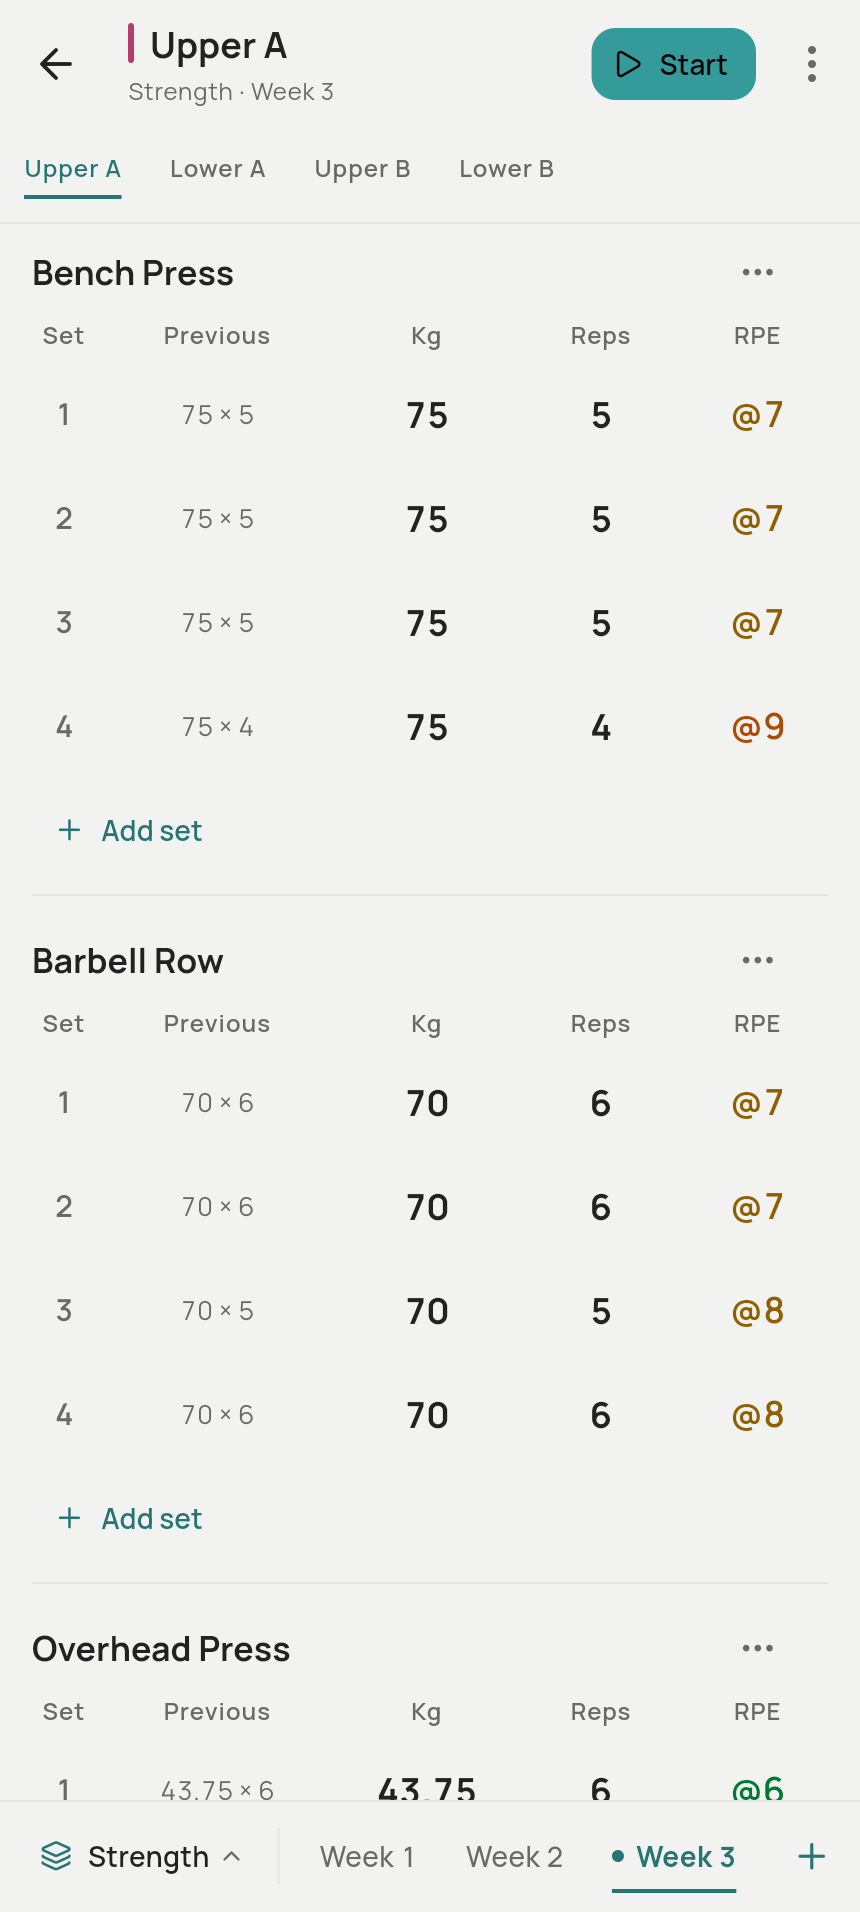 Upper A
Strength · Week 3
Start
Upper A Lower A Upper B Lower B
Bench Press
Set Previous Kg Reps RPE
1 75 × 5 75 5 @7
2 75 × 5 75 5 @7
3 75 × 5 75 5 @7
4 75 × 4 75 4 @9
+ Add set
Barbell Row
Set Previous Kg Reps RPE
1 70 × 6 70 6 @7
2 70 × 6 70 6 @7
3 70 × 5 70 5 @8
4 70 × 6 70 6 @8
+ Add set
Overhead Press
Set Previous Kg Reps RPE
1 43.75 × 6 43.75 6 @6
Strength Week 1 Week 2 Week 3 +